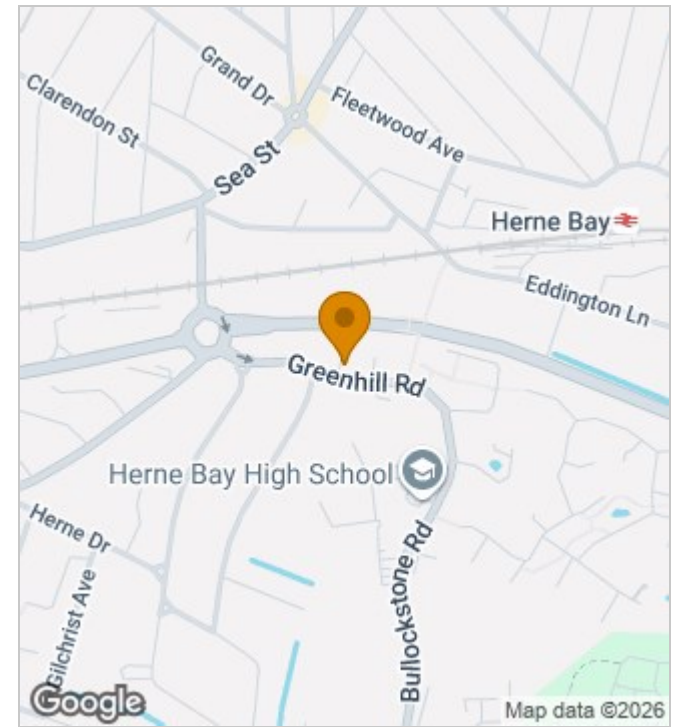 Grand Dr
Clarendon St
Fleetwood Ave
Sea St
Herne Bay
Eddington Ln
Greenhill Rd
Herne Bay High School
Herne Dr
Gilchrist Ave
Bullockstone Rd
Google
Map data ©2026